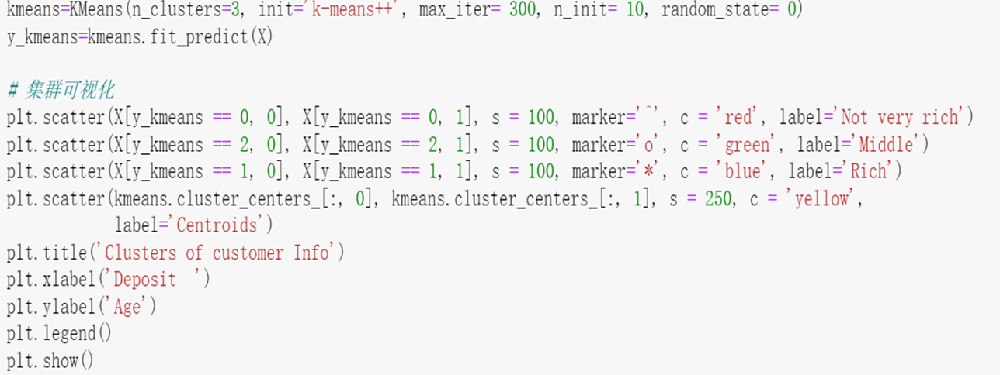 kmeans=KMeans(n_clusters=3, init='k-means++', max_iter= 300, n_init= 10, random_state= 0)
y_kmeans=kmeans.fit_predict(X)
# 集群可视化
plt.scatter(X[y_kmeans == 0, 0], X[y_kmeans == 0, 1], s = 100, marker='^', c = 'red', label='Not very rich')
plt.scatter(X[y_kmeans == 2, 0], X[y_kmeans == 2, 1], s = 100, marker='o', c = 'green', label='Middle')
plt.scatter(X[y_kmeans == 1, 0], X[y_kmeans == 1, 1], s = 100, marker='*', c = 'blue', label='Rich')
plt.scatter(kmeans.cluster_centers_[:, 0], kmeans.cluster_centers_[:, 1], s = 250, c = 'yellow',
label='Centroids')
plt.title('Clusters of customer Info')
plt.xlabel('Deposit  ')
plt.ylabel('Age')
plt.legend()
plt.show()